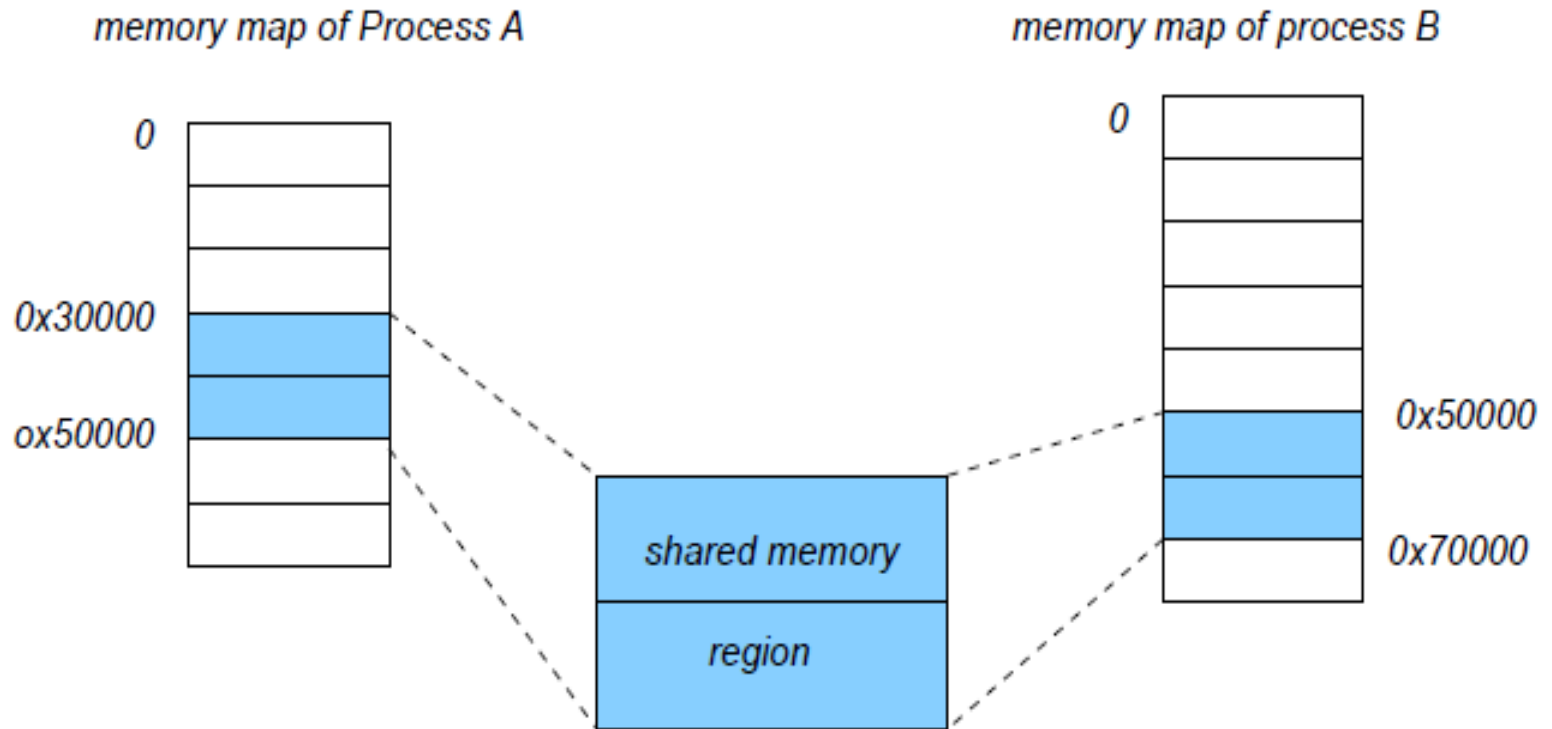 memory map of Process A
memory map of process B
0
0
0x30000
ox50000
0x50000
shared memory
0x70000
region